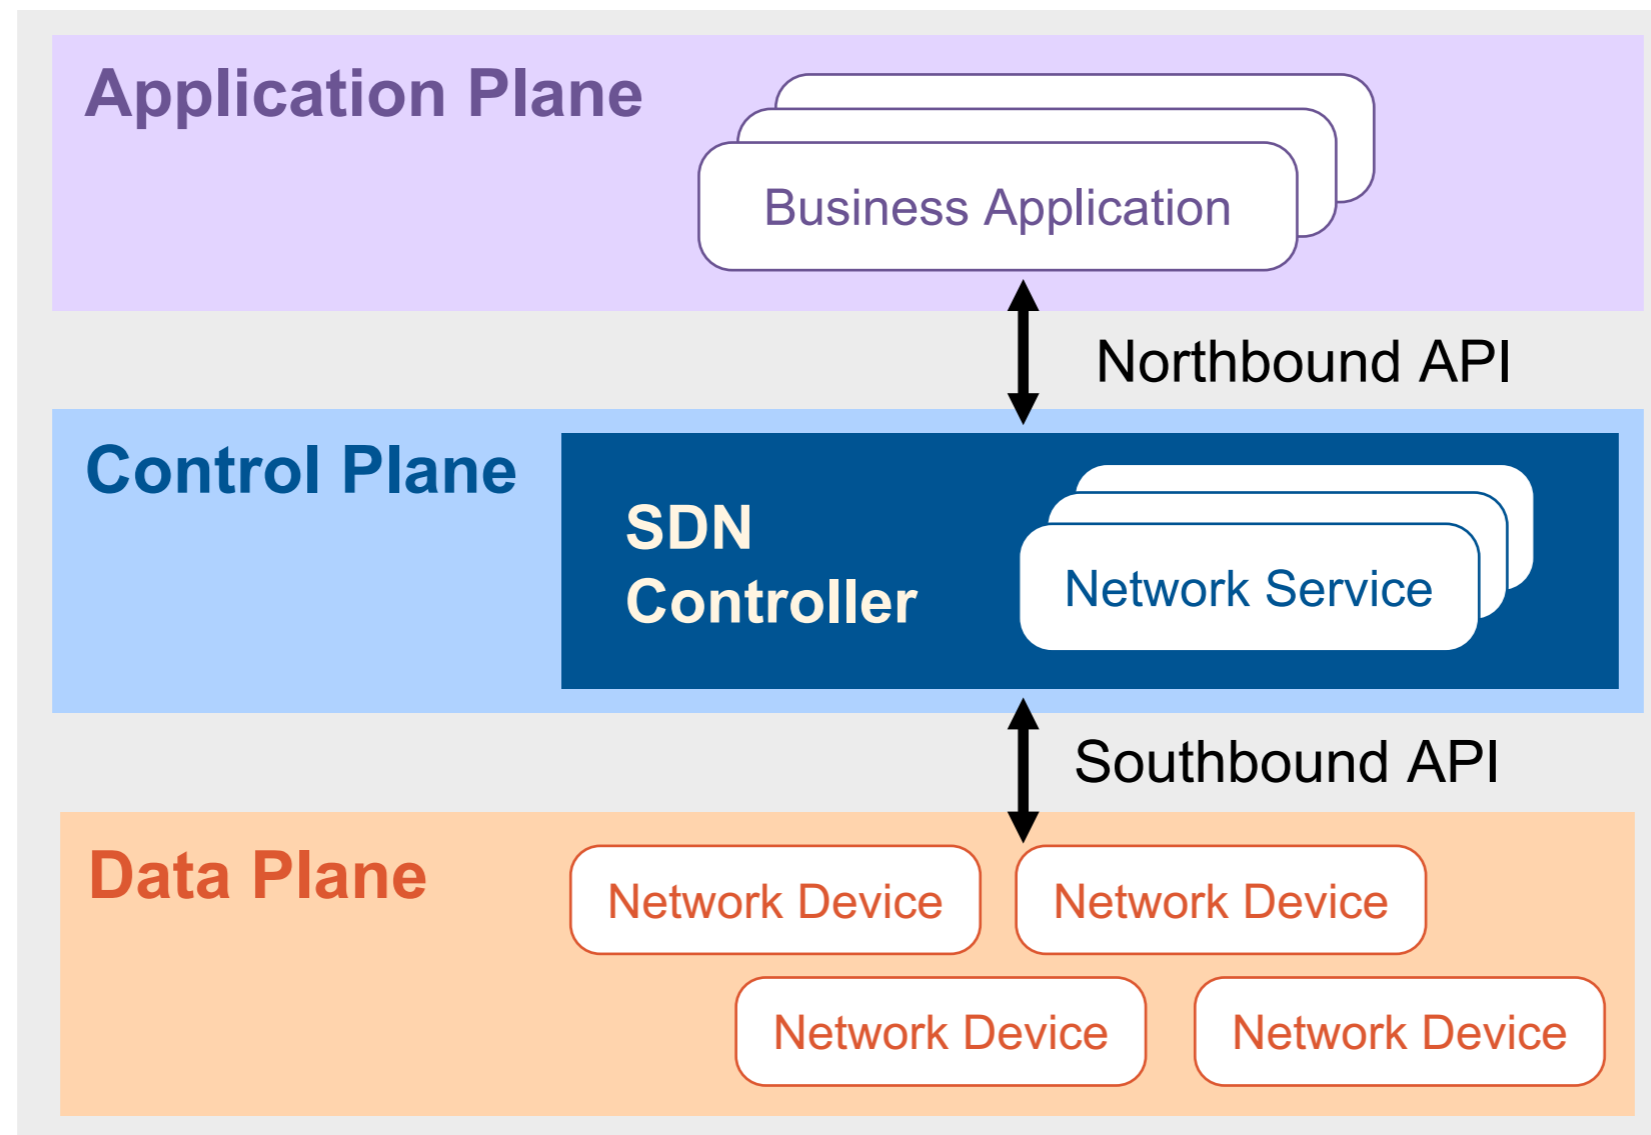 Application Plane
Business Application
Northbound API
Control Plane
SDN
Controller
Network Service
Southbound API
Data Plane
Network Device
Network Device
Network Device
Network Device